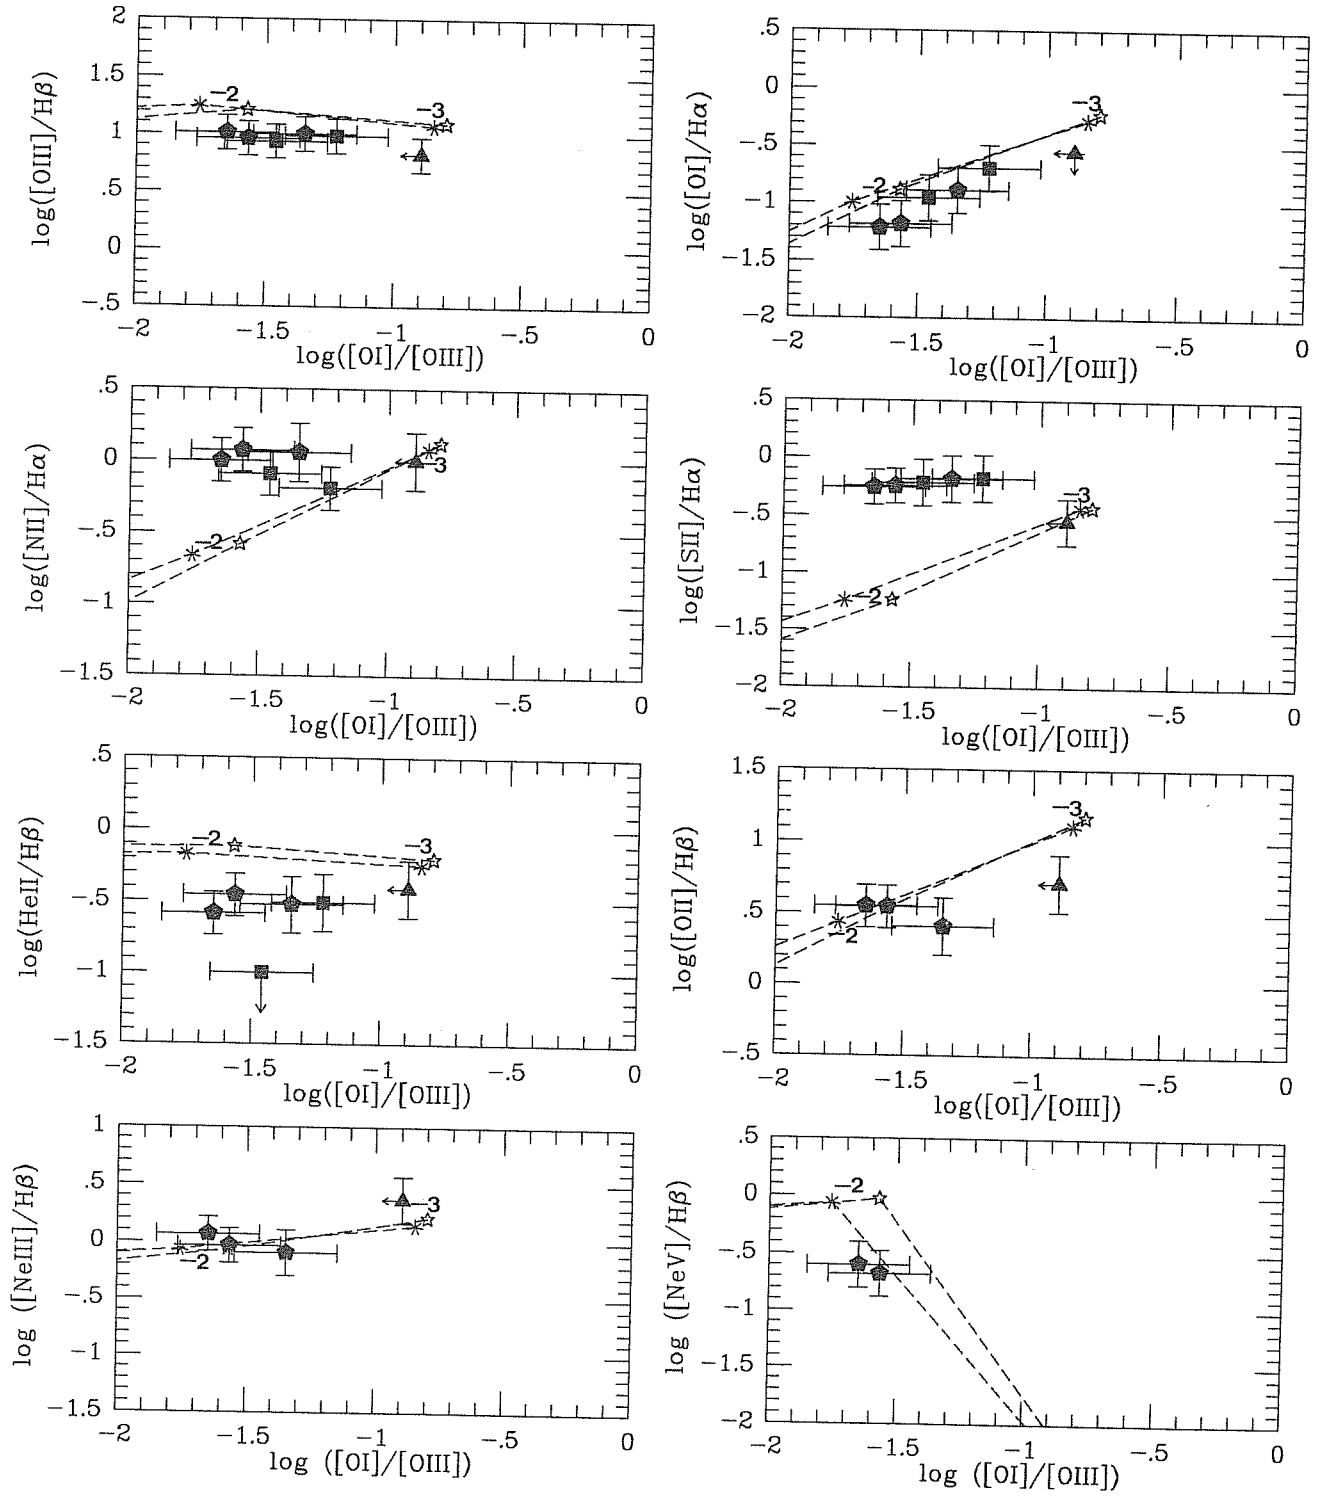 2
1.5
1
.5
0
−.5
log([OIII]/Hβ)
−2
−3
−2 −1.5 −1 −.5 0
log([OI]/[OIII])
.5
0
−.5
−1
−1.5
−2
log([OI]/Hα)
−2
−3
−2 −1.5 −1 −.5 0
log([OI]/[OIII])
.5
0
−.5
−1
−1.5
log([NII]/Hα)
−2
−3
−2 −1.5 −1 −.5 0
log([OI]/[OIII])
.5
0
−.5
−1
−1.5
−2
log([SII]/Hα)
−2
−3
−2 −1.5 −1 −.5 0
log([OI]/[OIII])
.5
0
−.5
−1
−1.5
log(HeII/Hβ)
−2
−3
−2 −1.5 −1 −.5 0
log([OI]/[OIII])
1.5
1
.5
0
−.5
log([OII]/Hβ)
−2
−3
−2 −1.5 −1 −.5 0
log([OI]/[OIII])
1
.5
0
−.5
−1
−1.5
log ([NeIII]/Hβ)
−2
−3
−2 −1.5 −1 −.5 0
log ([OI]/[OIII])
.5
0
−.5
−1
−1.5
−2
log ([NeV]/Hβ)
−2
−2 −1.5 −1 −.5 0
log ([OI]/[OIII])